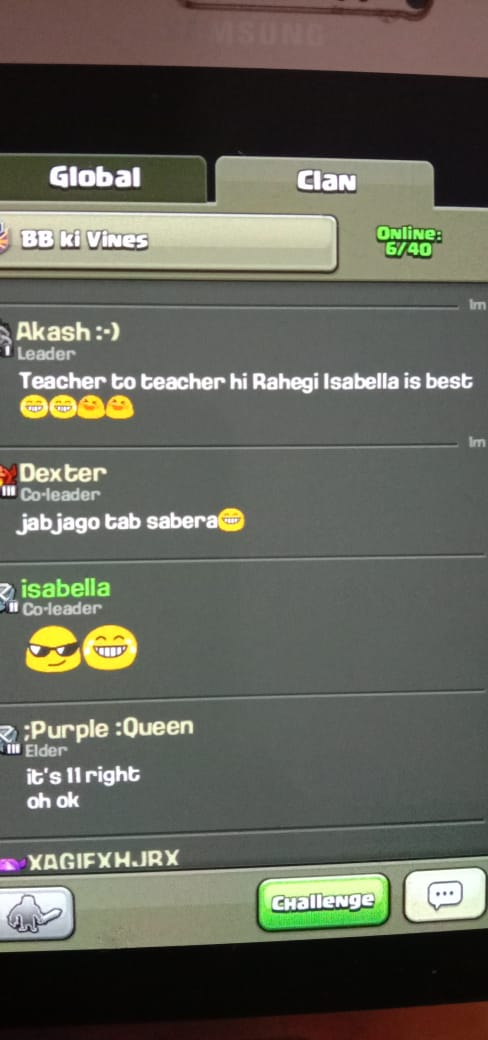 SAMSUNG
Global
Clan
BB ki Vines
Online:
6/40
1m
Akash :-)
Leader
Teacher to teacher hi Rahegi Isabella is best
😁😁🥰🥰
1m
Dexter
Co-leader
jab jago tab sabera😁
isabella
Co-leader
😎😁
;Purple :Queen
Elder
it's 11 right
oh ok
Challenge